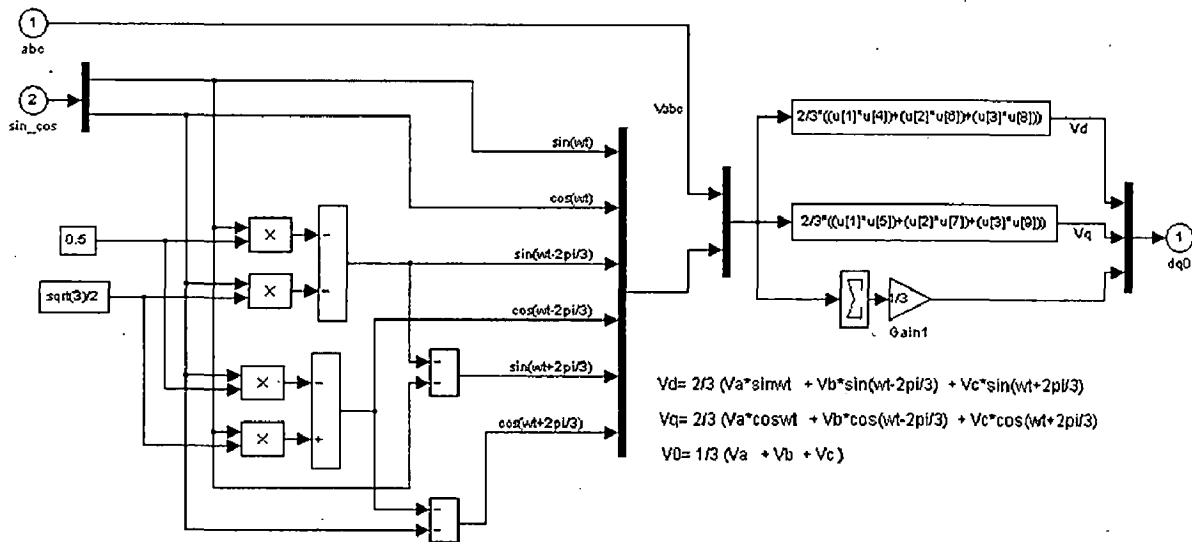 1
abc
2
sin_cos
0.5
sqrt(3)/2
×
×
×
×
−
−
−
+
−
−
−
−
sin(wt)
cos(wt)
sin(wt-2pi/3)
cos(wt-2pi/3)
sin(wt+2pi/3)
cos(wt+2pi/3)
Vabc
2/3*((u[1]*u[4])+(u[2]*u[6])+(u[3]*u[8]))
Vd
2/3*((u[1]*u[5])+(u[2]*u[7])+(u[3]*u[9]))
Vq
Σ
1/3
Gain1
1
dq0
Vd= 2/3 (Va*sinwt + Vb*sin(wt-2pi/3) + Vc*sin(wt+2pi/3)
Vq= 2/3 (Va*coswt + Vb*cos(wt-2pi/3) + Vc*cos(wt+2pi/3)
V0= 1/3 (Va + Vb + Vc)